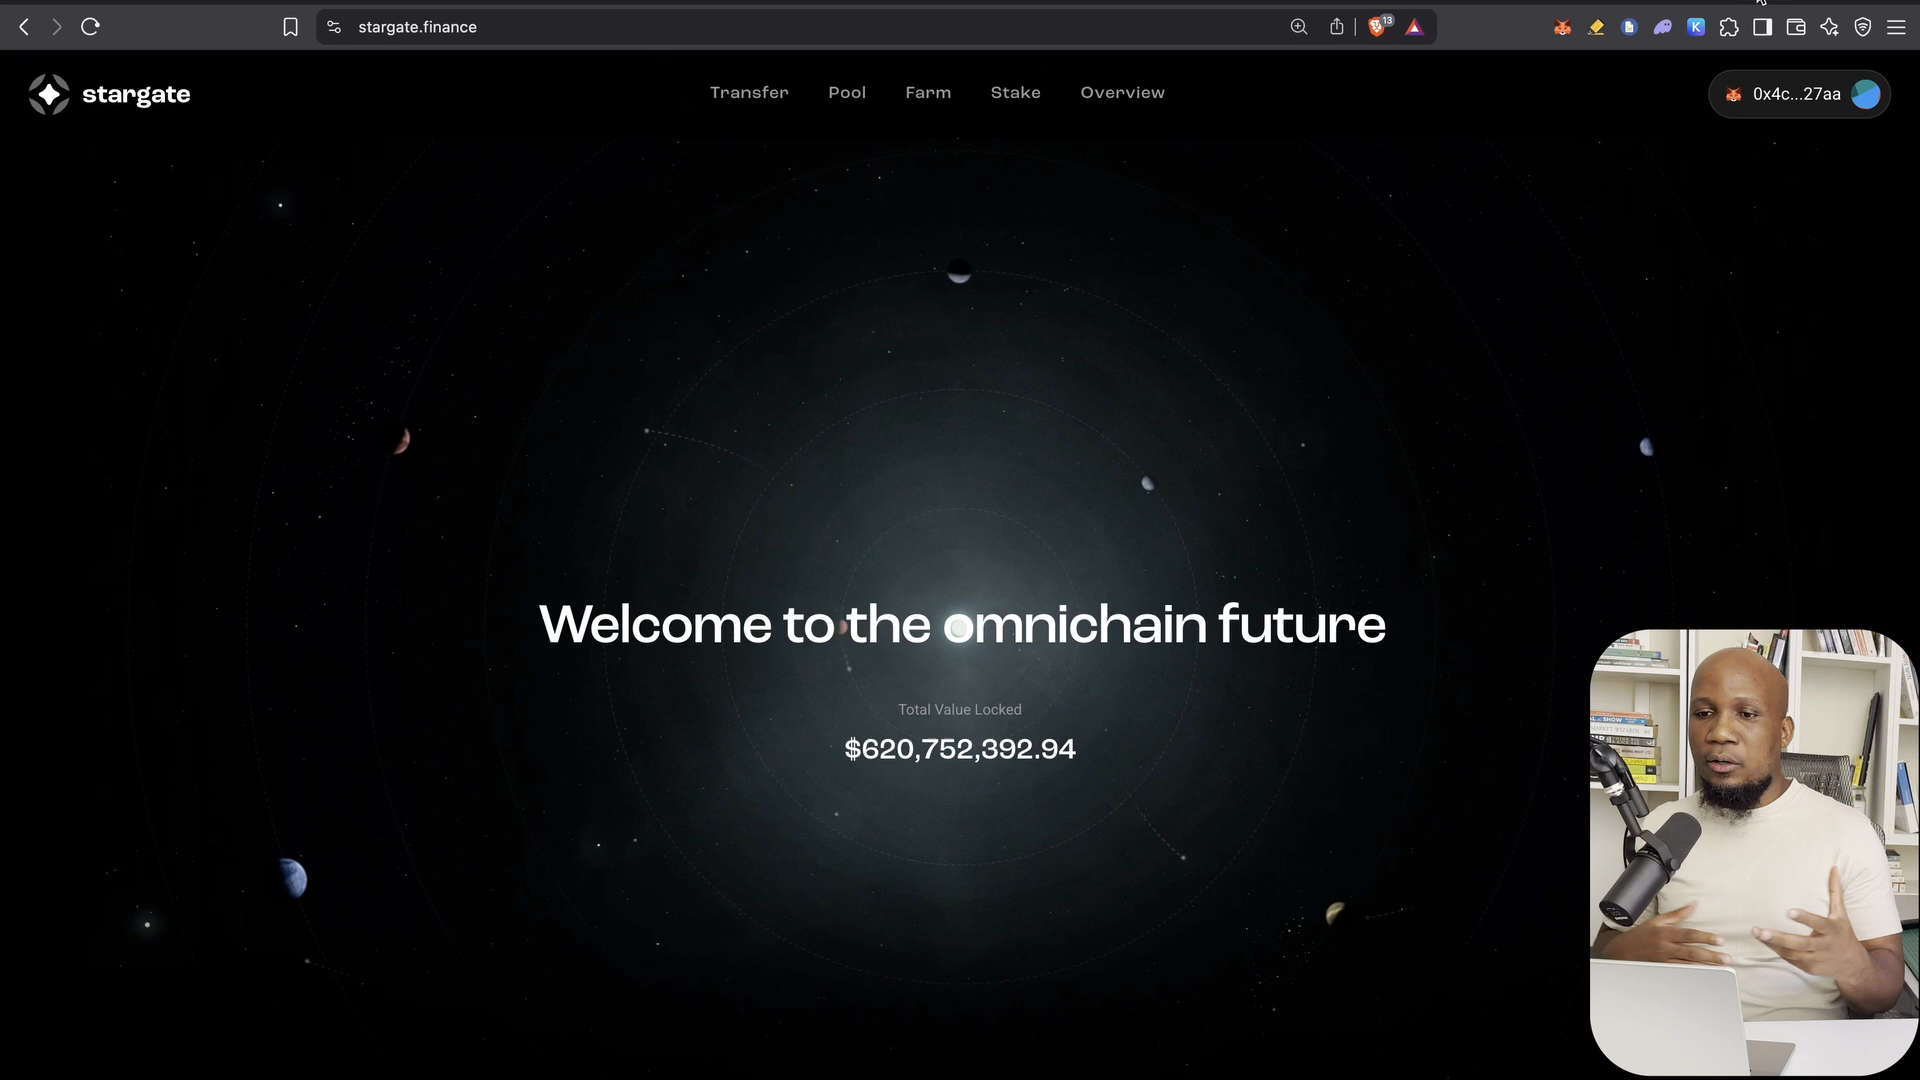 stargate.finance
13
K
stargate
Transfer
Pool
Farm
Stake
Overview
0x4c...27aa
Welcome to the omnichain future
Total Value Locked
$620,752,392.94